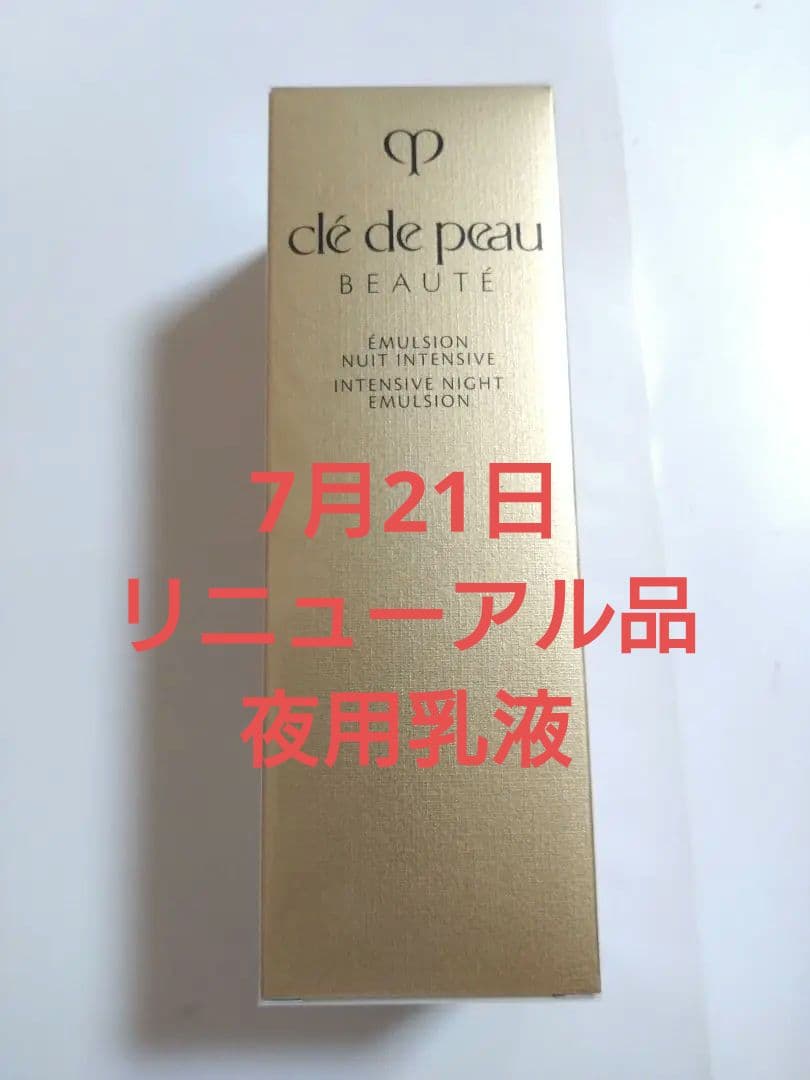 clé de peau
BEAUTÉ
ÉMULSION
NUIT INTENSIVE
INTENSIVE NIGHT
EMULSION
7月21日
リニューアル品
夜用乳液